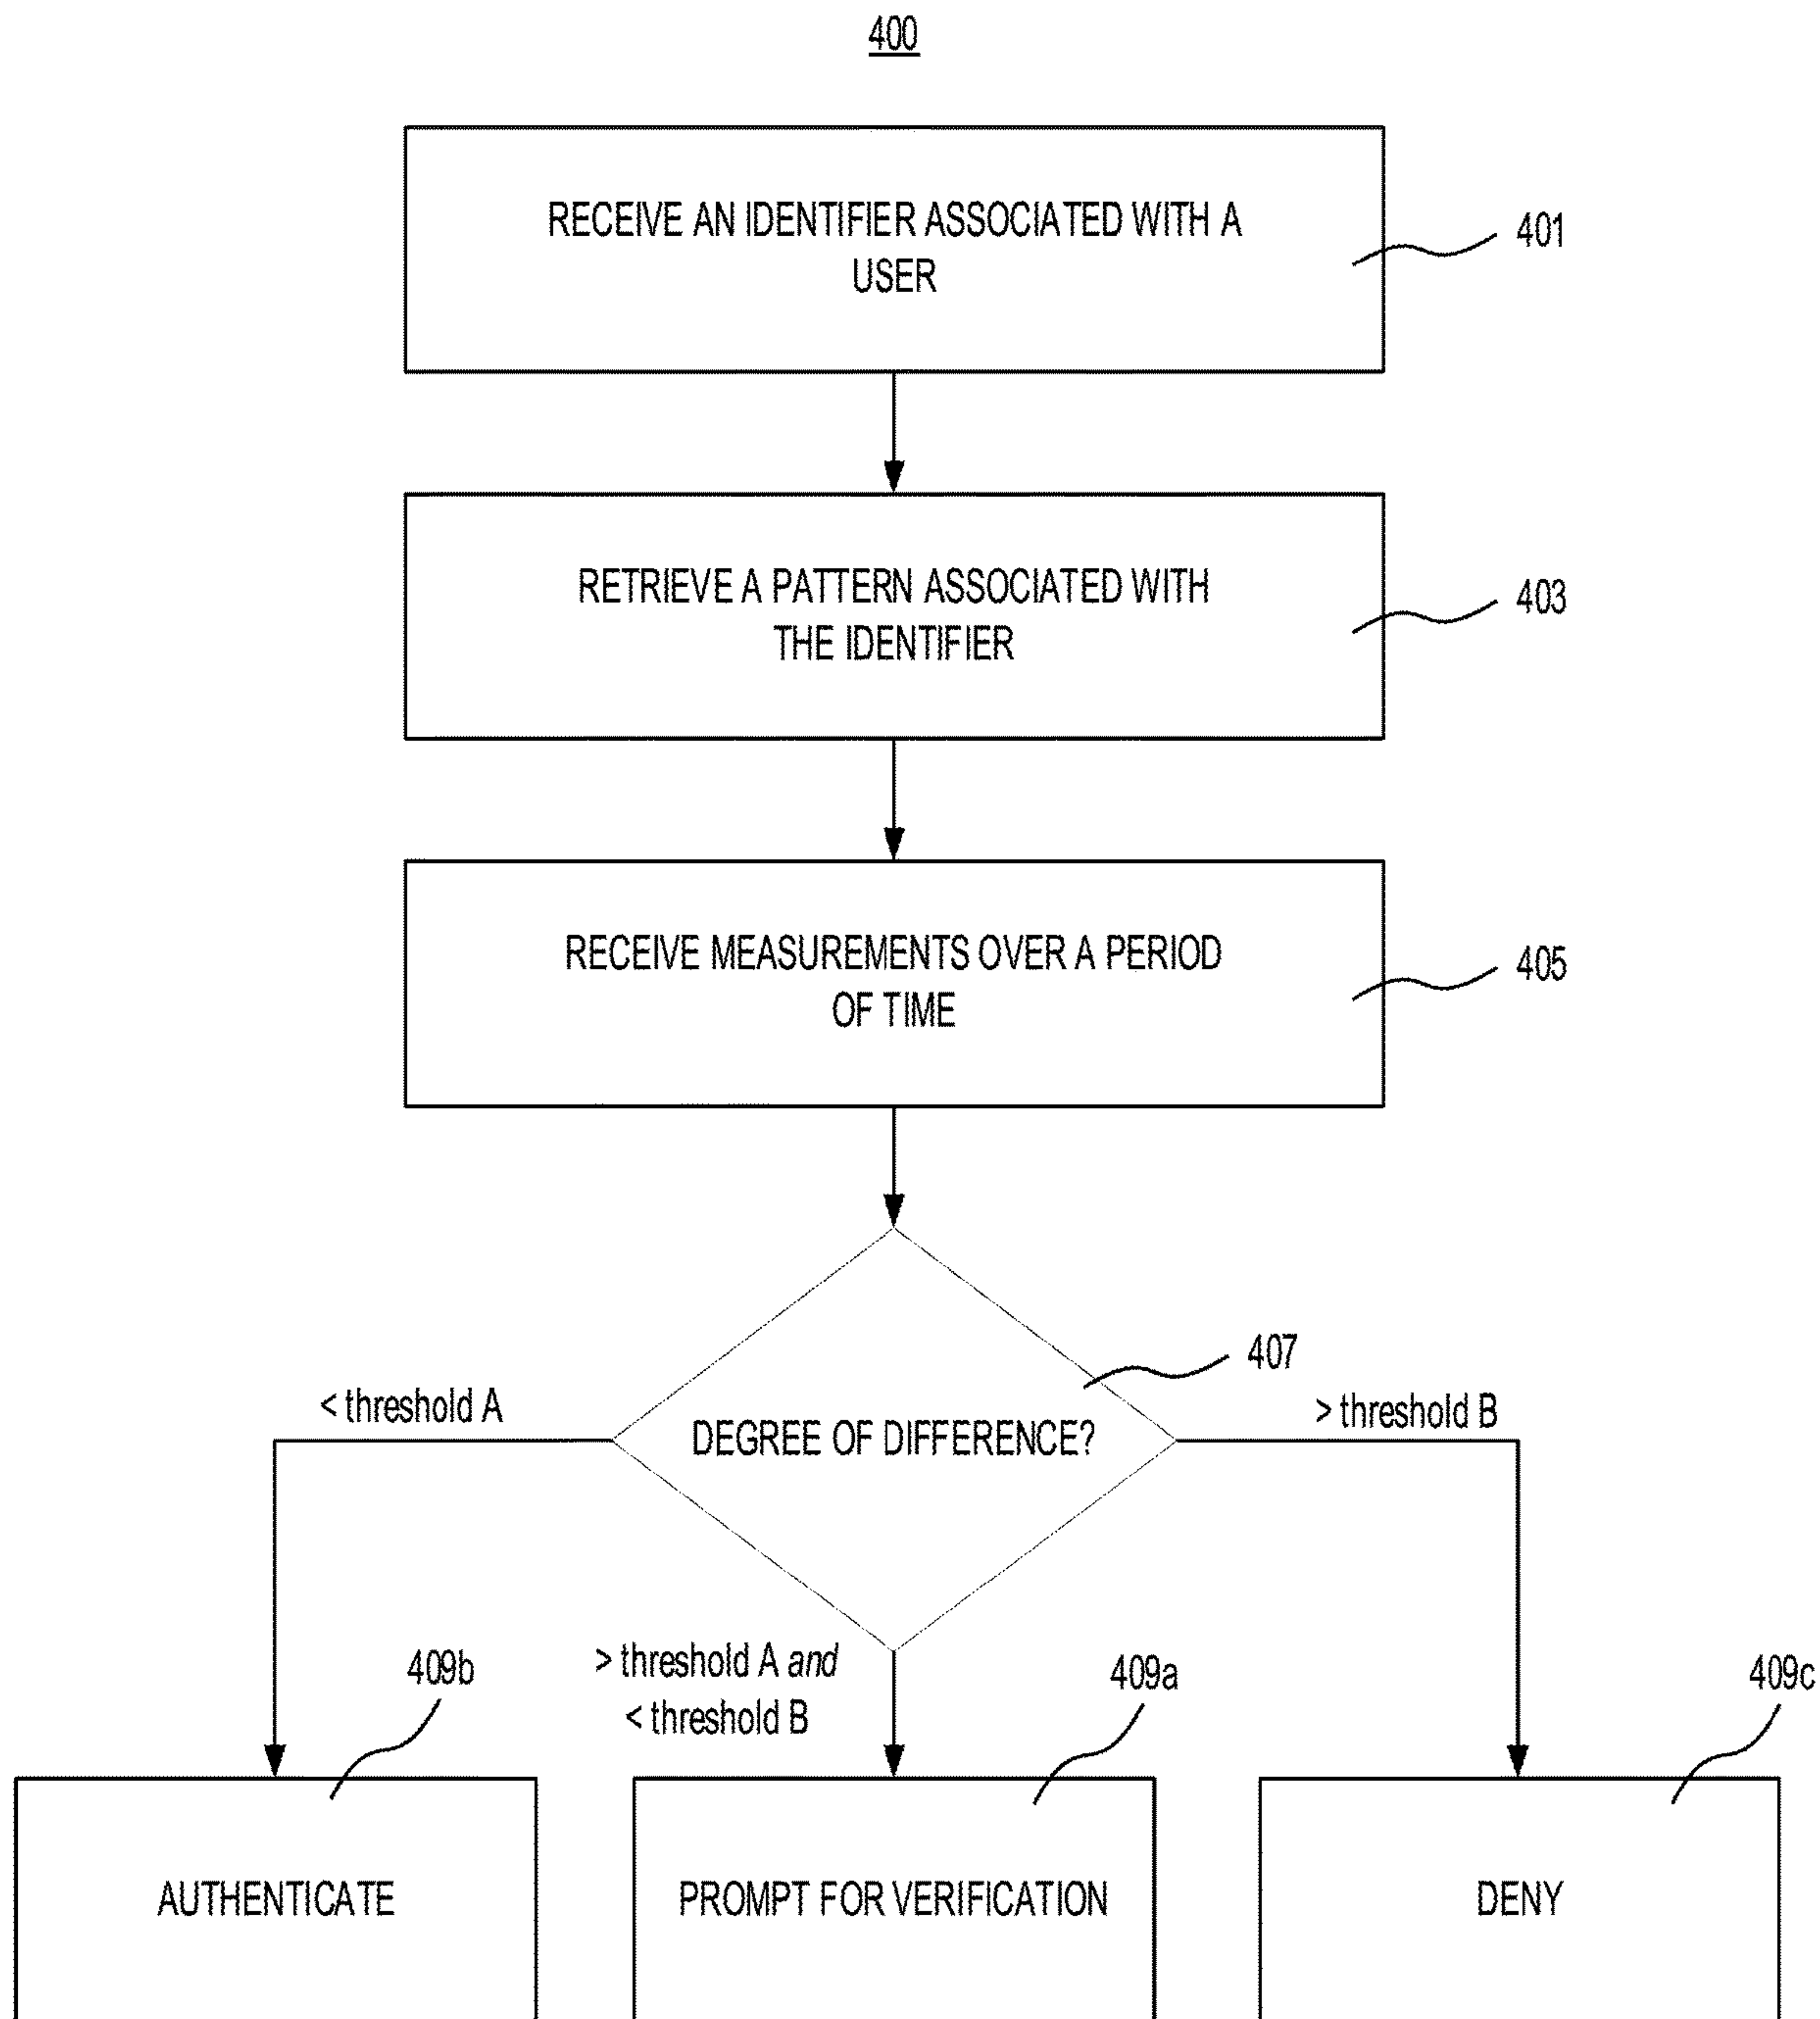 400
RECEIVE AN IDENTIFIER ASSOCIATED WITH A
USER
401
RETRIEVE A PATTERN ASSOCIATED WITH
THE IDENTIFIER
403
RECEIVE MEASUREMENTS OVER A PERIOD
OF TIME
405
407
< threshold A
DEGREE OF DIFFERENCE?
> threshold B
409b
> threshold A and
< threshold B
409a
409c
AUTHENTICATE
PROMPT FOR VERIFICATION
DENY